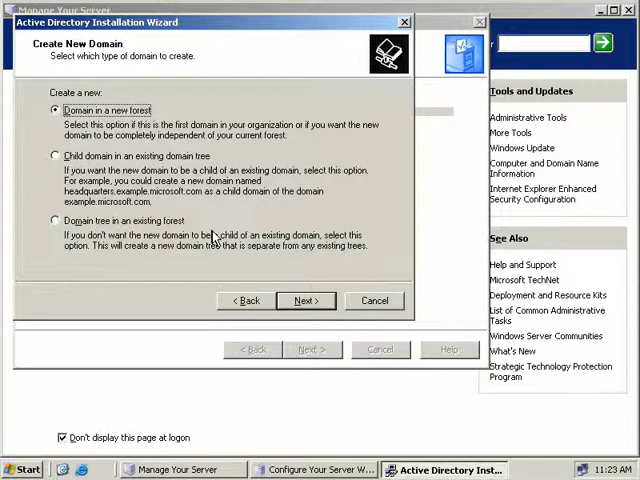 Manage Your Server
Active Directory Installation Wizard
Create New Domain
Select which type of domain to create.
Create a new:
Domain in a new forest
Select this option if this is the first domain in your organization or if you want the new
domain to be completely independent of your current forest.
Child domain in an existing domain tree
If you want the new domain to be a child of an existing domain, select this option.
For example, you could create a new domain named
headquarters.example.microsoft.com as a child domain of the domain
example.microsoft.com.
Domain tree in an existing forest
If you don't want the new domain to be child of an existing domain, select this
option. This will create a new domain tree that is separate from any existing trees.
< Back
Next >
Cancel
< Back
Next >
Cancel
Help
Tools and Updates
Administrative Tools
More Tools
Windows Update
Computer and Domain Name
Information
Internet Explorer Enhanced
Security Configuration
See Also
Help and Support
Microsoft TechNet
Deployment and Resource Kits
List of Common Administrative
Tasks
Windows Server Communities
What's New
Strategic Technology Protection
Program
Don't display this page at logon
Start
Manage Your Server
Configure Your Server W...
Active Directory Inst...
11:23 AM